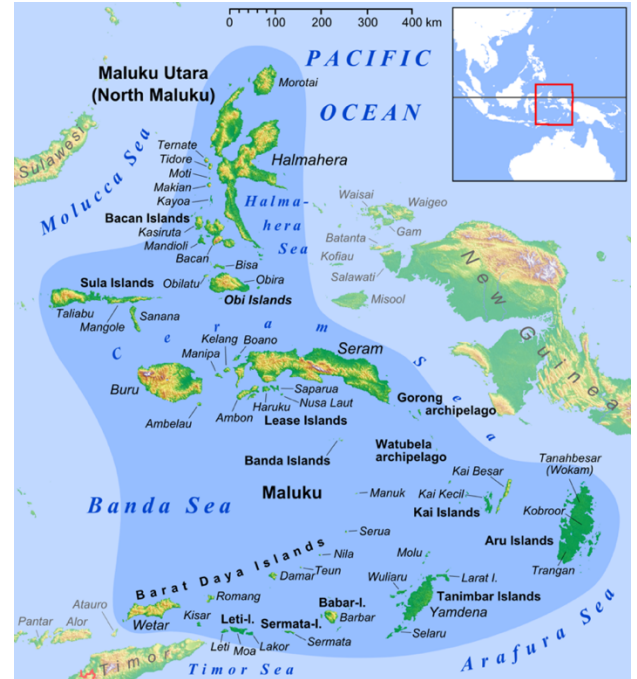 0 100 200 300 400 km
PACIFIC
OCEAN
Maluku Utara
(North Maluku)
Morotai
Sulawesi
Molucca Sea
Ternate
Tidore
Moti
Makian
Kayoa
Halmahera
Halma-
hera
Sea
Bacan Islands
Kasiruta
Mandioli
Bacan
Waisai
Waigeo
Gam
Batanta
Kofiau
Salawati
Misool
New Guinea
Bisa
Obilatu
Obira
Obi Islands
Sula Islands
Taliabu
Mangole
Sanana
Ceram Sea
Kelang
Boano
Manipa
Seram
Buru
Ambelau
Ambon
Saparua
Haruku
Nusa Laut
Lease Islands
Gorong
archipelago
Banda Islands
Watubela
archipelago
Tanahbesar
(Wokam)
Kai Besar
Banda Sea
Maluku
Manuk
Kai Kecil
Kai Islands
Kobroor
Aru Islands
Trangan
Serua
Nila
Teun
Damar
Barat Daya Islands
Molu
Wuliaru
Larat I.
Tanimbar Islands
Yamdena
Selaru
Romang
Babar-I.
Barbar
Wetar
Kisar
Leti-I.
Leti
Moa
Lakor
Sermata-I.
Sermata
Atauro
Pantar
Alor
Timor
Timor Sea
Arafura Sea